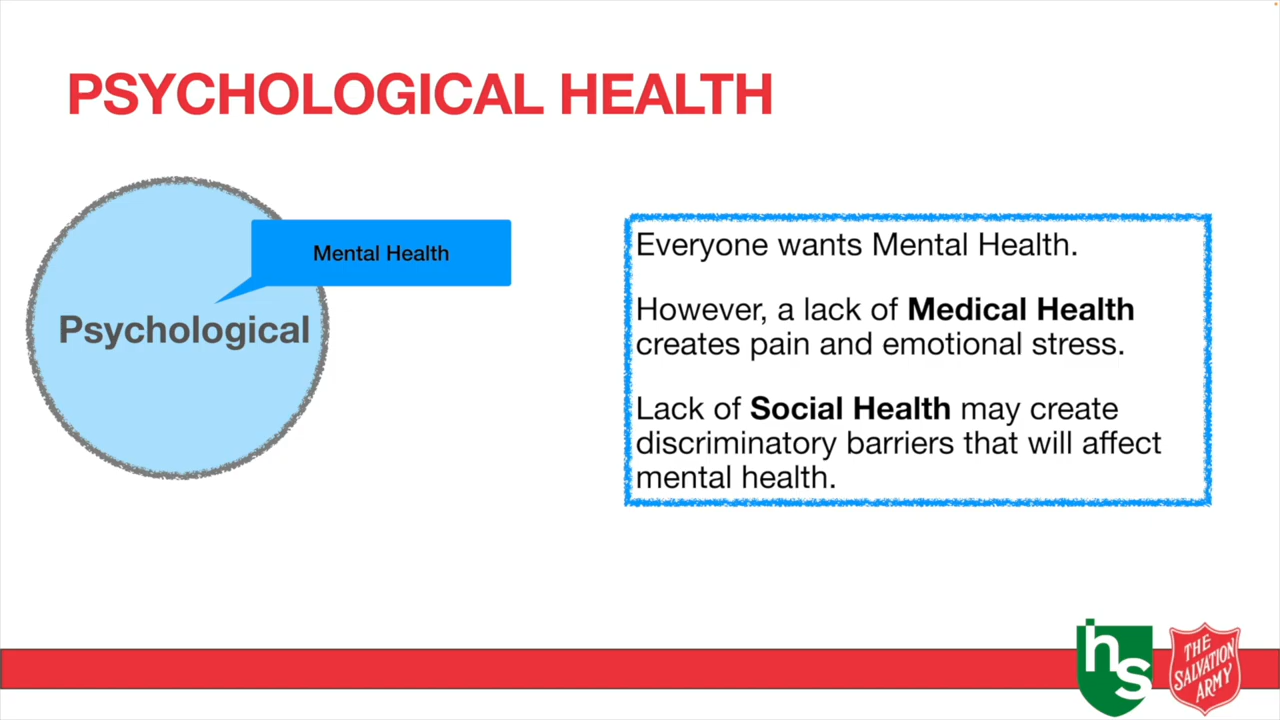 PSYCHOLOGICAL HEALTH
Mental Health
Psychological
Everyone wants Mental Health.
However, a lack of Medical Health
creates pain and emotional stress.
Lack of Social Health may create
discriminatory barriers that will affect
mental health.
hs
THE
SALVATION
ARMY